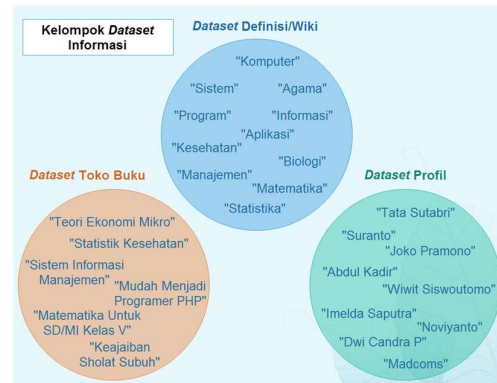 Kelompok Dataset
Informasi
Dataset Definisi/Wiki
"Komputer"
"Sistem"
"Agama"
"Program"
"Informasi"
"Aplikasi"
"Kesehatan"
"Biologi"
"Manajemen"
"Matematika"
"Statistika"
Dataset Toko Buku
"Teori Ekonomi Mikro"
"Statistik Kesehatan"
"Sistem Informasi
Manajemen"
"Mudah Menjadi
Programer PHP"
"Matematika Untuk
SD/MI Kelas V"
"Keajaiban
Sholat Subuh"
Dataset Profil
"Tata Sutabri"
"Suranto"
"Joko Pramono"
"Abdul Kadir"
"Wiwit Siswoutomo"
"Imelda Saputra"
"Noviyanto"
"Dwi Candra P"
"Madcoms"